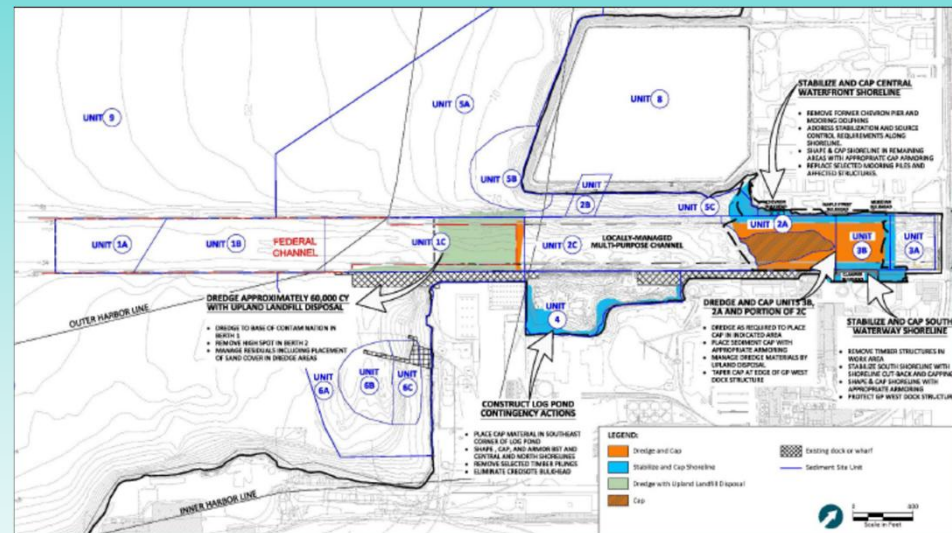 UNIT 9
UNIT 5A
UNIT 8
UNIT 5B
UNIT 2B
5C
UNIT 1A
UNIT 1B
FEDERAL
CHANNEL
UNIT 1C
UNIT 2C
LOCALLY-MANAGED
MULTI-PURPOSE CHANNEL
UNIT 2A
UNIT 3B
UNIT 3A
UNIT 4
UNIT 6A
UNIT 6B
UNIT 6C
OUTER HARBOR LINE
INNER HARBOR LINE
STABILIZE AND CAP CENTRAL
WATERFRONT SHORELINE
• REMOVE FORMER CHEVRON PIER AND
MOORING DOLPHINS
• ADDRESS STABILIZATION AND SOURCE
CONTROL REQUIREMENTS ALONG
SHORELINE.
• SHAPE & CAP SHORELINE IN REMAINING
AREAS WITH APPROPRIATE CAP ARMORING
• REPLACE SELECTED MOORING PILES AND
AFFECTED STRUCTURES.
DREDGE APPROXIMATELY 60,000 CY
WITH UPLAND LANDFILL DISPOSAL
• DREDGE TO BASE OF CONTAMINATION IN
BERTH 1
• REMOVE HIGH SPOT IN BERTH 2
• MANAGE RESIDUALS INCLUDING PLACEMENT
OF SAND COVER IN DREDGE AREAS
CONSTRUCT LOG POND
CONTINGENCY ACTIONS
• PLACE CAP MATERIAL IN SOUTHEAST
CORNER OF LOG POND
• SHAPE, CAP, AND ARMOR
CENTRAL AND NORTH SHORELINES
• REMOVE SELECTED TIMBER PILINGS
• ELIMINATE CREOSOTE BULKHEAD
DREDGE AND CAP UNITS 3B,
2A AND PORTION OF 2C
• DREDGE AS REQUIRED TO PLACE
CAP IN INDICATED AREA
• PLACE SEDIMENT CAP WITH
APPROPRIATE ARMORING
• MANAGE DREDGE MATERIALS BY
UPLAND DISPOSAL
• TAPER CAP AT EDGE OF GP WEST
DOCK STRUCTURE
STABILIZE AND CAP SOUTH
WATERWAY SHORELINE
• REMOVE TIMBER STRUCTURES IN
WORK AREA
• STABILIZE SOUTH SHORELINE WITH
SHORELINE CUT-BACK AND CAPPING
• SHAPE & CAP SHORELINE WITH
APPROPRIATE ARMORING
• PROTECT GP WEST DOCK STRUCTURE
LEGEND:
Dredge and Cap
Stabilize and Cap Shoreline
Dredge with Upland Landfill Disposal
Cap
Existing dock or wharf
Sediment Site Unit
0
Scale in Feet